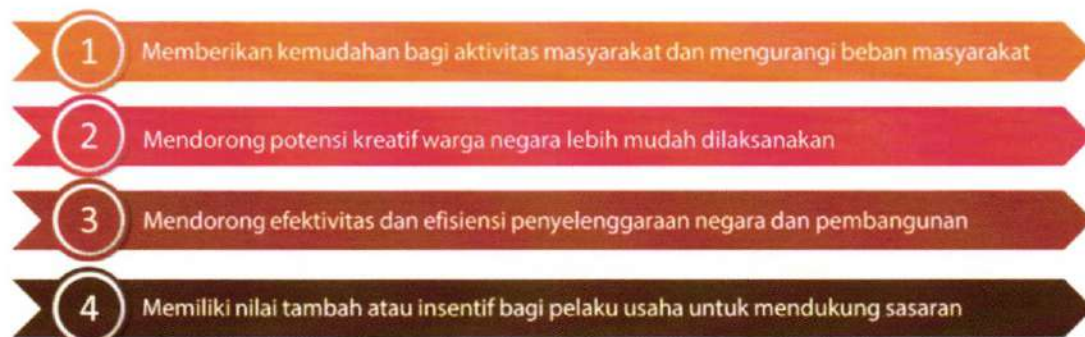 1 Memberikan kemudahan bagi aktivitas masyarakat dan mengurangi beban masyarakat
2 Mendorong potensi kreatif warga negara lebih mudah dilaksanakan
3 Mendorong efektivitas dan efisiensi penyelenggaraan negara dan pembangunan
4 Memiliki nilai tambah atau insentif bagi pelaku usaha untuk mendukung sasaran